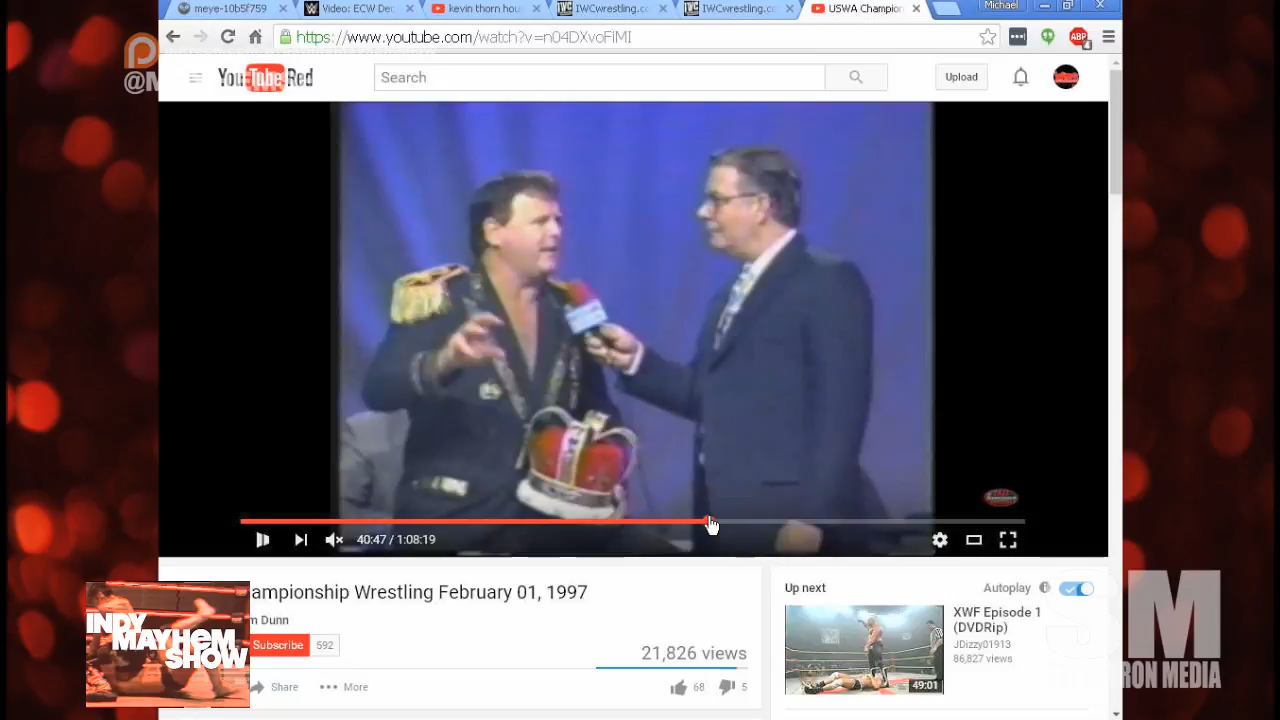 meye-10b5f759
Video: ECW Dec
kevin thorn hou
IWCwrestling.co
IWCwrestling.co
USWA Champion
Michael
https://www.youtube.com/watch?v=n04DXvoFiMI
ABP
4
@M
YouTube Red
Search
Upload
40:47 / 1:08:19
ampionship Wrestling February 01, 1997
m Dunn
Subscribe 592
21,826 views
Share
More
68
5
INDY
MAYHEM
SHOW
Up next
Autoplay
XWF Episode 1
(DVDRip)
JDizzy01913
86,827 views
49:01
M
RON MEDIA